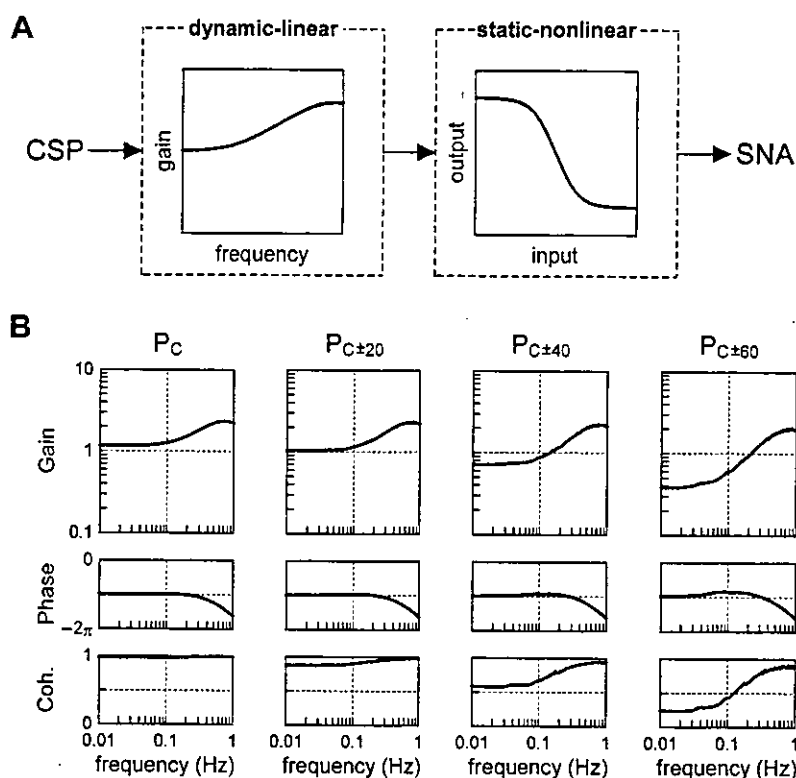 A
dynamic-linear
static-nonlinear
CSP
gain
frequency
output
input
SNA
B
P_C
P_C±20
P_C±40
P_C±60
Gain
10
1
0.1
Phase
0
−2π
Coh.
1
0
0.01 0.1 1
0.01 0.1 1
0.01 0.1 1
0.01 0.1 1
frequency (Hz)
frequency (Hz)
frequency (Hz)
frequency (Hz)